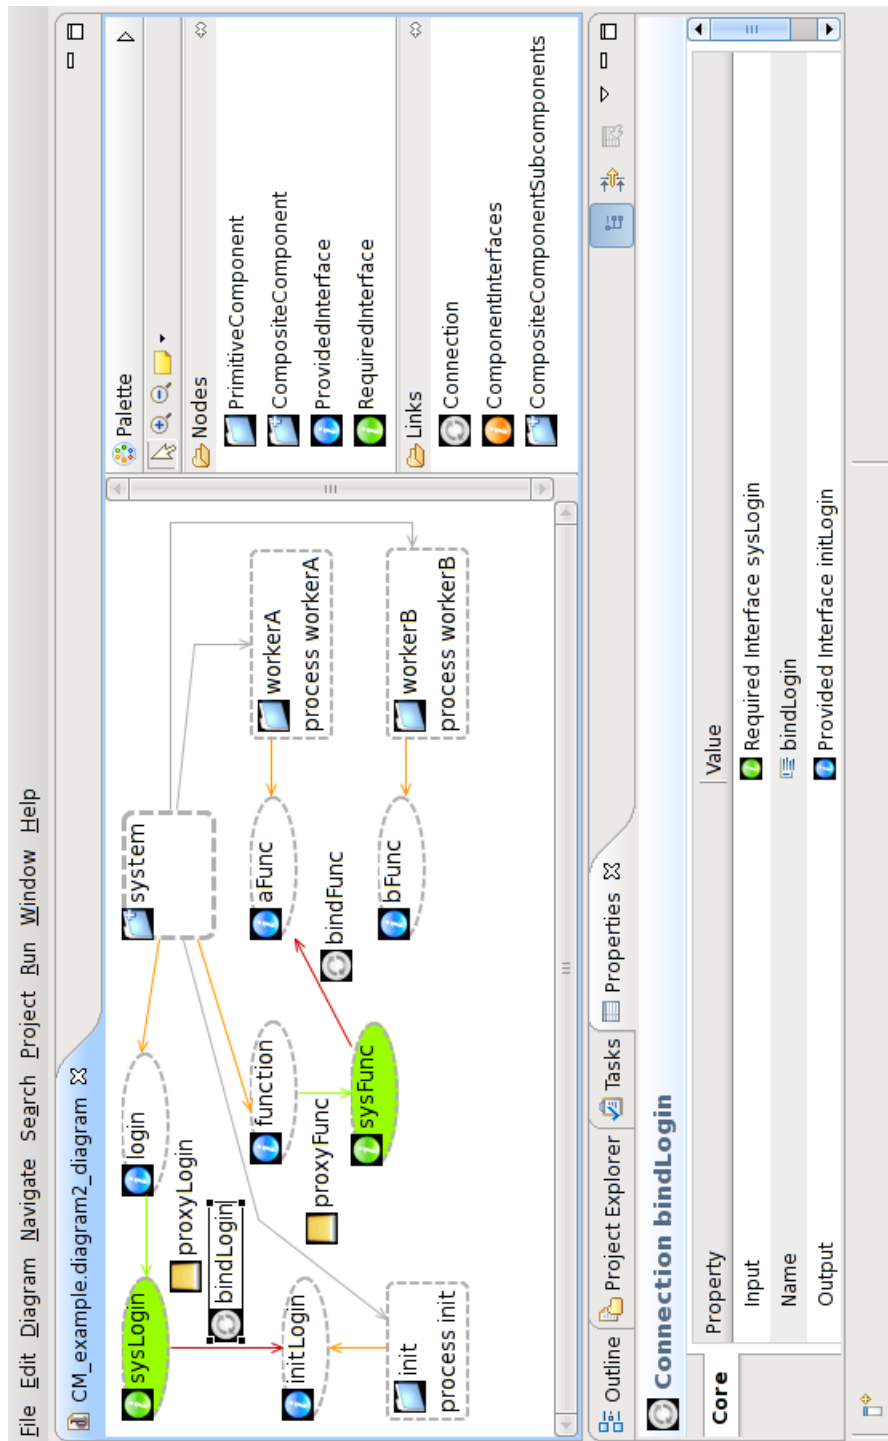 File Edit Diagram Navigate Search Project Run Window Help
CM_example.diagram2_diagram
sysLogin
login
system
proxyLogin
bindLogin
initLogin
function
aFunc
workerA
process workerA
proxyFunc
bindFunc
init
process init
sysFunc
bFunc
workerB
process workerB
Palette
Nodes
PrimitiveComponent
CompositeComponent
ProvidedInterface
RequiredInterface
Links
Connection
ComponentInterfaces
CompositeComponentSubcomponents
Outline Project Explorer Tasks Properties
Connection bindLogin
Core
Property Value
Input Required Interface sysLogin
Name bindLogin
Output Provided Interface initLogin